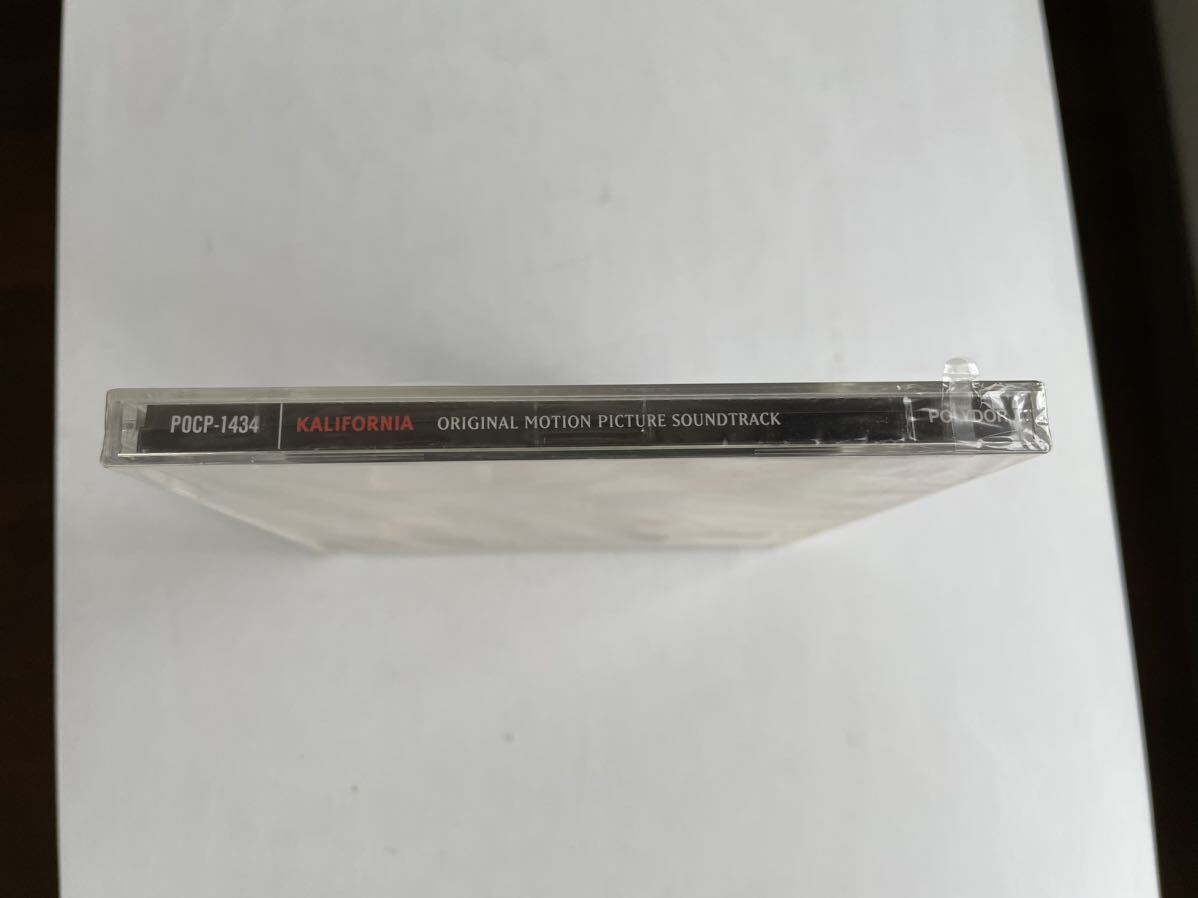 POCP-1434 KALIFORNIA ORIGINAL MOTION PICTURE SOUNDTRACK POLYDOR